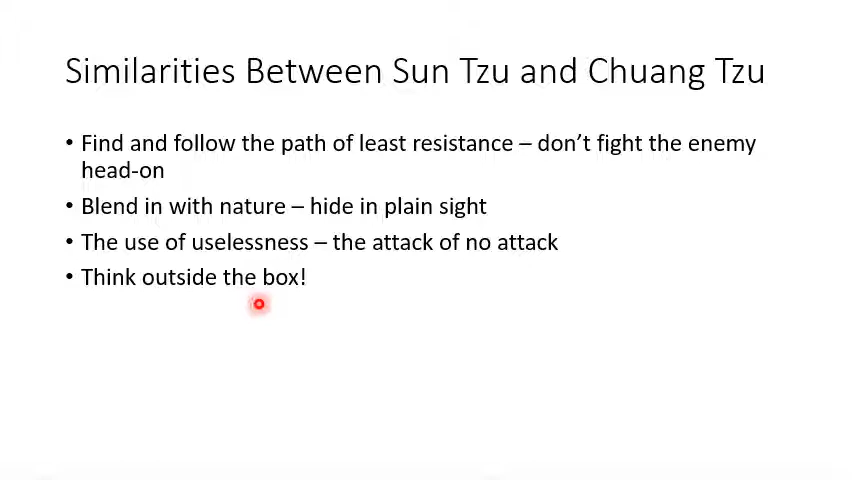 Similarities Between Sun Tzu and Chuang Tzu
• Find and follow the path of least resistance – don’t fight the enemy
head-on
• Blend in with nature – hide in plain sight
• The use of uselessness – the attack of no attack
• Think outside the box!